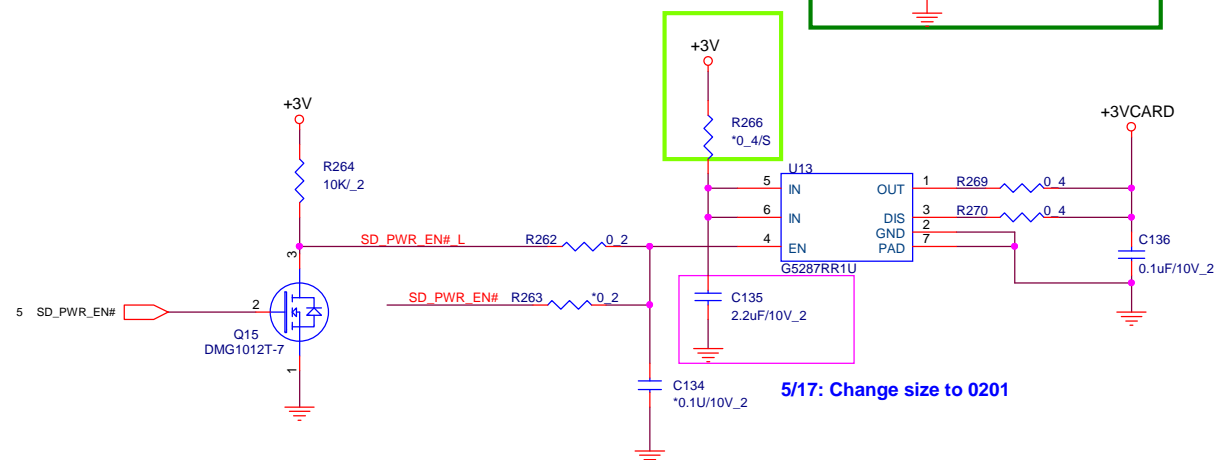 +3V
R266
*0_4/S
+3V
R264
10K/_2
+3VCARD
U13
5 IN OUT 1 R269 0_4
6 IN DIS 3 R270 0_4
GND 2
4 EN PAD 7
G5287RR1U
SD_PWR_EN#_L R262 0_2
SD_PWR_EN# R263 *0_2
C136
0.1uF/10V_2
C135
2.2uF/10V_2
5 SD_PWR_EN# 2 3 1
Q15
DMG1012T-7
C134
*0.1U/10V_2
5/17: Change size to 0201